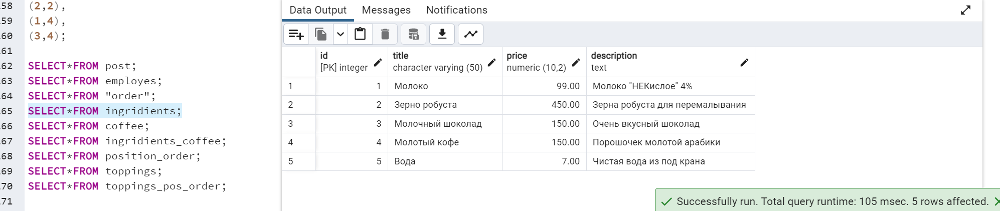 58 (2,2),
59 (1,4),
60 (3,4);
61
62 SELECT*FROM post;
63 SELECT*FROM employes;
64 SELECT*FROM "order";
65 SELECT*FROM ingridients;
66 SELECT*FROM coffee;
67 SELECT*FROM ingridients_coffee;
68 SELECT*FROM position_order;
69 SELECT*FROM toppings;
70 SELECT*FROM toppings_pos_order;
71
Data Output Messages Notifications
id title price description
[PK] integer character varying (50) numeric (10,2) text
1 1 Молоко 99.00 Молоко "НЕКислое" 4%
2 2 Зерно робуста 450.00 Зерна робуста для перемалывания
3 3 Молочный шоколад 150.00 Очень вкусный шоколад
4 4 Молотый кофе 150.00 Порошочек молотой арабики
5 5 Вода 7.00 Чистая вода из под крана
Successfully run. Total query runtime: 105 msec. 5 rows affected.